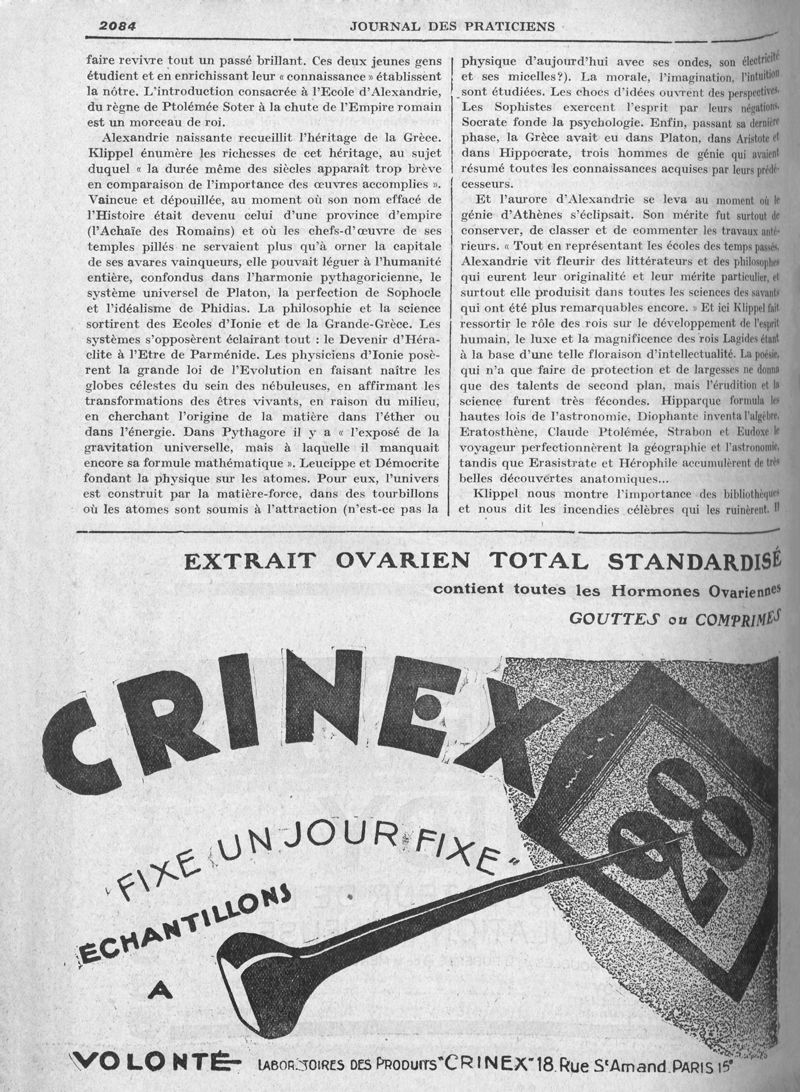 2084
JOURNAL DES PRATICIENS
faire revivre tout un passé brillant. Ces deux jeunes gens
étudient et en enrichissant leur « connaissance » établissent
la nôtre. L'introduction consacrée à l'Ecole d'Alexandrie,
du règne de Ptolémée Soter à la chute de l'Empire romain
est un morceau de roi.
Alexandrie naissante recueillit l'héritage de la Grèce.
Klippel énumère les richesses de cet héritage, au sujet
duquel « la durée même des siècles apparaît trop brève
en comparaison de l'importance des œuvres accomplies ».
Vaincue et dépouillée, au moment où son nom effacé de
l'Histoire était devenu celui d'une province d'empire
(l'Achaïe des Romains) et où les chefs-d'œuvre de ses
temples pillés ne servaient plus qu'à orner la capitale
de ses avares vainqueurs, elle pouvait léguer à l'humanité
entière, confondus dans l'harmonie pythagoricienne, le
système universel de Platon, la perfection de Sophocle
et l'idéalisme de Phidias. La philosophie et la science
sortirent des Ecoles d'Ionie et de la Grande-Grèce. Les
systèmes s'opposèrent éclairant tout : le Devenir d'Héra-
clite à l'Etre de Parménide. Les physiciens d'Ionie posè-
rent la grande loi de l'Evolution en faisant naître les
globes célestes du sein des nébuleuses, en affirmant les
transformations des êtres vivants, en raison du milieu,
en cherchant l'origine de la matière dans l'éther ou
dans l'énergie. Dans Pythagore il y a « l'exposé de la
gravitation universelle, mais à laquelle il manquait
encore sa formule mathématique ». Leucippe et Démocrite
fondant la physique sur les atomes. Pour eux, l'univers
est construit par la matière-force, dans des tourbillons
où les atomes sont soumis à l'attraction (n'est-ce pas la
physique d'aujourd'hui avec ses ondes, son électricité
et ses micelles?). La morale, l'imagination, l'intuition
sont étudiées. Les chocs d'idées ouvrent des perspectives.
Les Sophistes exercent l'esprit par leurs négations.
Socrate fonde la psychologie. Enfin, passant sa dernière
phase, la Grèce avait eu dans Platon, dans Aristote et
dans Hippocrate, trois hommes de génie qui avaient
résumé toutes les connaissances acquises par leurs prédé-
cesseurs.
Et l'aurore d'Alexandrie se leva au moment où le
génie d'Athènes s'éclipsait. Son mérite fut surtout de
conserver, de classer et de commenter les travaux anté-
rieurs. « Tout en représentant les écoles des temps passés,
Alexandrie vit fleurir des littérateurs et des philosophes
qui eurent leur originalité et leur mérite particulier, et
surtout elle produisit dans toutes les sciences des savants
qui ont été plus remarquables encore. » Et ici Klippel fait
ressortir le rôle des rois sur le développement de l'esprit
humain, le luxe et la magnificence des rois Lagides étant
à la base d'une telle floraison d'intellectualité. La poésie,
qui n'a que faire de protection et de largesses ne donna
que des talents de second plan, mais l'érudition et la
science furent très fécondes. Hipparque formula les
hautes lois de l'astronomie, Diophante inventa l'algèbre.
Eratosthène, Claude Ptolémée, Strabon et Eudoxe le
voyageur perfectionnèrent la géographie et l'astronomie,
tandis que Erasistrate et Hérophile accumulèrent de très
belles découvertes anatomiques...
Klippel nous montre l'importance des bibliothèques
et nous dit les incendies célèbres qui les ruinèrent. Il
EXTRAIT OVARIEN TOTAL STANDARDISÉ
contient toutes les Hormones Ovariennes
GOUTTES ou COMPRIMES
CRINEX
28
"FIXE UN JOUR FIXE"
ÉCHANTILLONS
A
VOLONTÉ
LABORATOIRES DES PRODUITS "CRINEX" 18. Rue St Amand. PARIS 15e